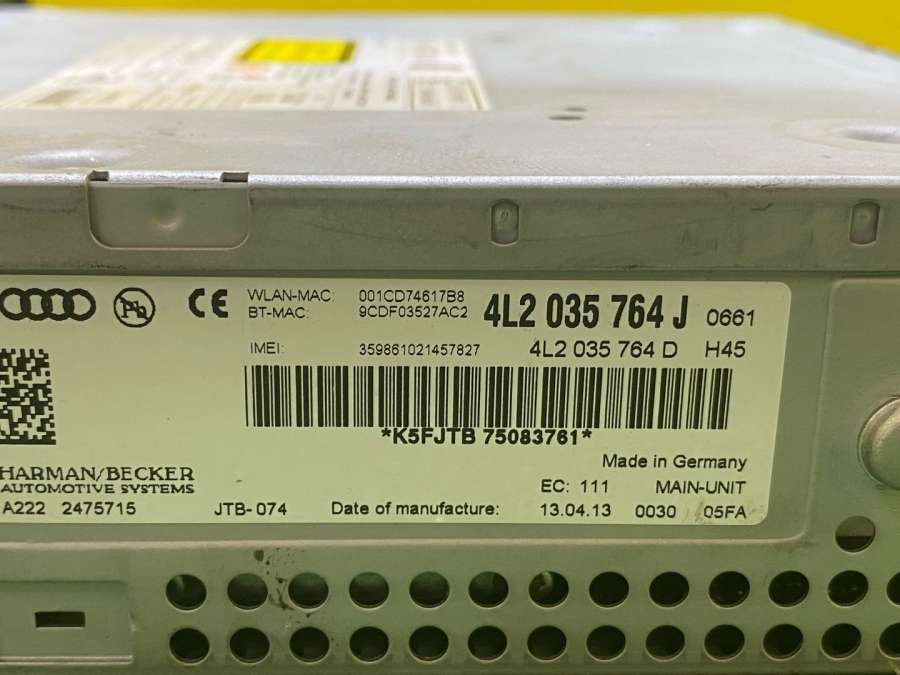 WLAN-MAC: 001CD74617B8 4L2 035 764 J 0661
BT-MAC: 9CDF03527AC2
IMEI: 359861021457827 4L2 035 764 D H45
*K5FJTB 75083761*
HARMAN/BECKER Made in Germany
AUTOMOTIVE SYSTEMS EC: 111 MAIN-UNIT
A222 2475715 JTB-074 Date of manufacture: 13.04.13 0030 05FA